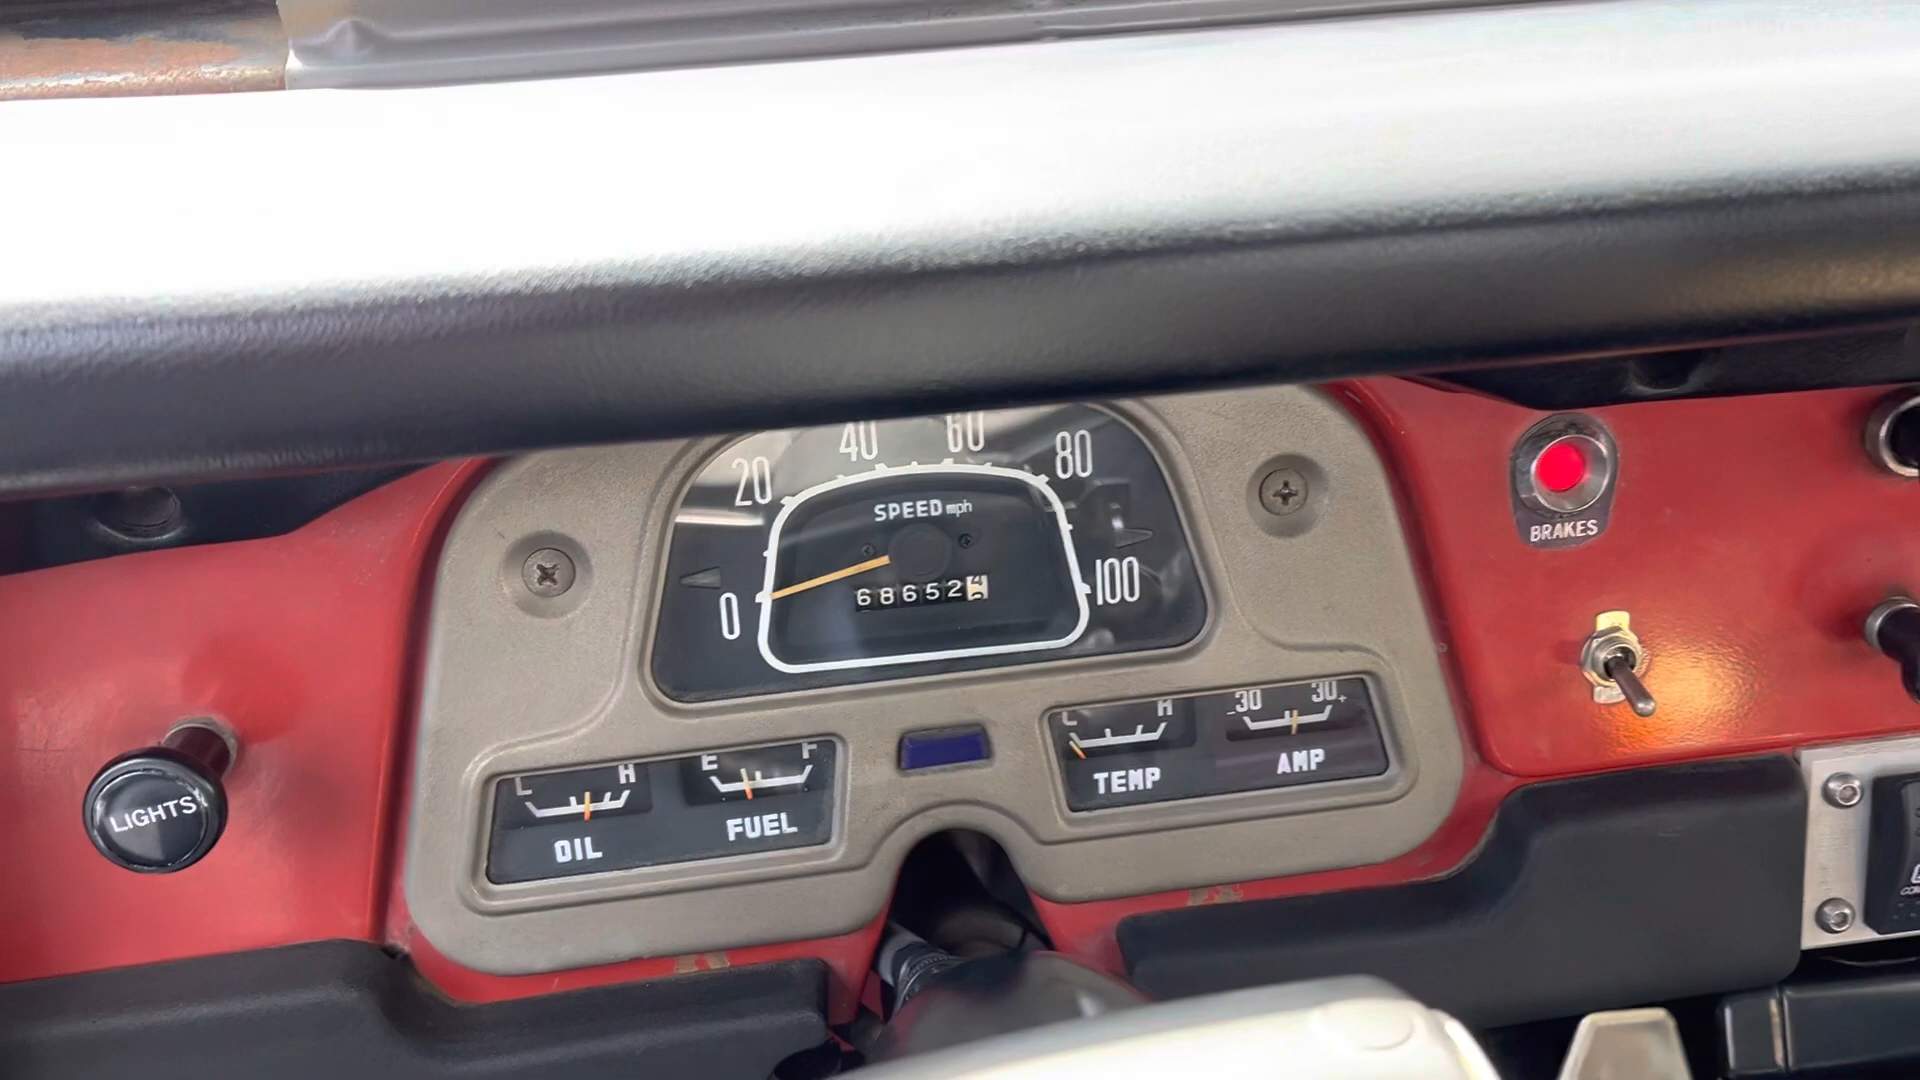 20 40 60 80
SPEED mph
0 68652 100
BRAKES
LIGHTS
L H
OIL
E F
FUEL
C H
TEMP
-30 30+
AMP